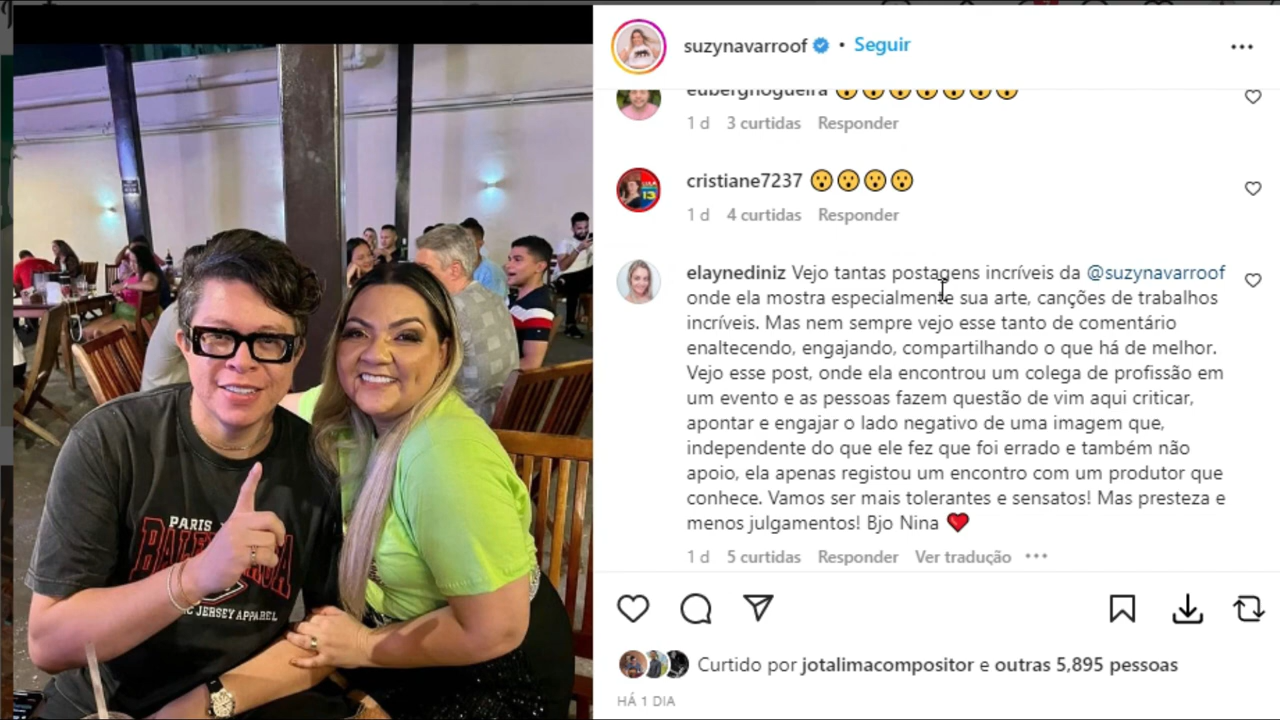 suzynavarroof • Seguir
eubergnogueira 😮😮😮😮😮😮😮
1 d 3 curtidas Responder
cristiane7237 😮😮😮😮
1 d 4 curtidas Responder
elaynediniz Vejo tantas postagens incríveis da @suzynavarroof
onde ela mostra especialmente sua arte, canções de trabalhos
incríveis. Mas nem sempre vejo esse tanto de comentário
enaltecendo, engajando, compartilhando o que há de melhor.
Vejo esse post, onde ela encontrou um colega de profissão em
um evento e as pessoas fazem questão de vim aqui criticar,
apontar e engajar o lado negativo de uma imagem que,
independente do que ele fez que foi errado e também não
apoio, ela apenas registou um encontro com um produtor que
conhece. Vamos ser mais tolerantes e sensatos! Mas presteza e
menos julgamentos! Bjo Nina ❤️
1 d 5 curtidas Responder Ver tradução •••
Curtido por jotalimacompositor e outras 5,895 pessoas
HÁ 1 DIA
PARIS
JERSEY APPAREL
LULA
13